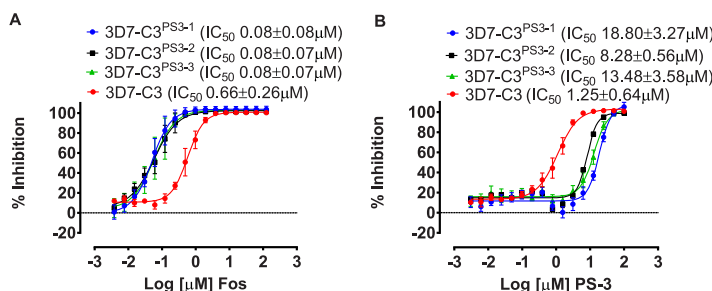 A
3D7-C3PS3-1 (IC50 0.08±0.08µM)
3D7-C3PS3-2 (IC50 0.08±0.07µM)
3D7-C3PS3-3 (IC50 0.08±0.07µM)
3D7-C3 (IC50 0.66±0.26µM)
% Inhibition
100
80
60
40
20
0
-20
-3 -2 -1 0 1 2 3
Log [µM] Fos
B
3D7-C3PS3-1 (IC50 18.80±3.27µM)
3D7-C3PS3-2 (IC50 8.28±0.56µM)
3D7-C3PS3-3 (IC50 13.48±3.58µM)
3D7-C3 (IC50 1.25±0.64µM)
% Inhibition
100
80
60
40
20
0
-20
-3 -2 -1 0 1 2 3
Log [µM] PS-3